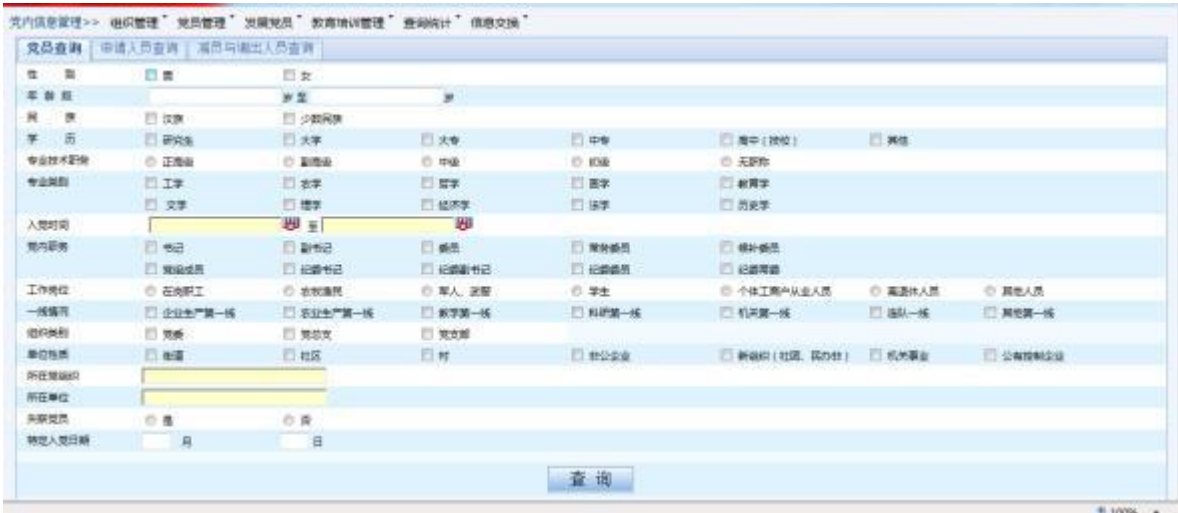 党内信息管理>> 组织管理 党员管理 发展党员 教育培训管理 查询统计 信息交换
党员查询 申请人员查询 减员与调出人员查询
性 别 男 女
年 龄 段 岁 至 岁
民 族 汉族 少数民族
学 历 研究生 大学 大专 中专 高中（技校） 其他
专业技术职务 正高级 副高级 中级 初级 无职称
专业类别 工学 农学 哲学 医学 教育学
文学 理学 经济学 法学 历史学
入党时间 至
党内职务 书记 副书记 委员 常务委员 候补委员
党组成员 纪委书记 纪委副书记 纪委委员 纪委常委
工作岗位 在岗职工 农牧渔民 军人、武警 学生 个体工商户从业人员 离退休人员 其他人员
一线情况 企业生产第一线 农业生产第一线 教学第一线 科研第一线 机关第一线 连队一线 其他第一线
组织类别 党委 党总支 党支部
单位性质 街道 社区 村 非公企业 新组织（社团、民办非） 机关事业 公有控制企业
所在党组织
所在单位
失联党员 是 否
特定入党日期 月 日
查 询
100%